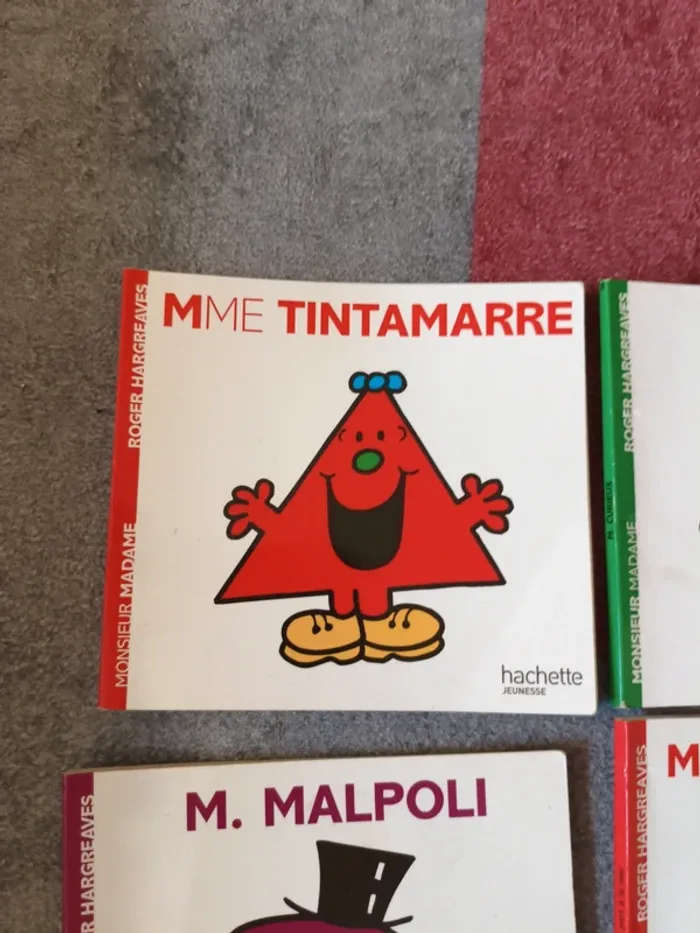 MME TINTAMARRE
ROGER HARGREAVES
MONSIEUR MADAME
hachette
JEUNESSE
ROGER HARGREAVES
MONSIEUR MADAME
M. CURIEUX
M. MALPOLI
R HARGREAVES
M
ROGER HARGREAVES